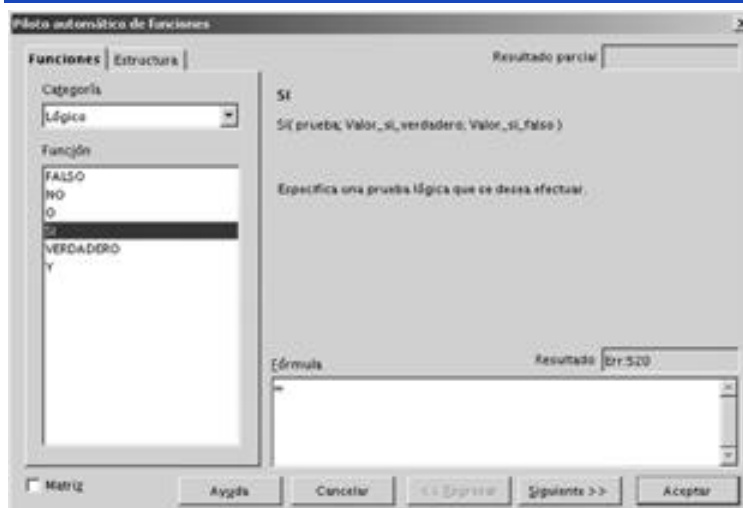 Piloto automático de funciones
Funciones
Estructura
Resultado parcial
Categoría
Lógico
Función
FALSO
NO
O
SI
VERDADERO
Y
SI
SI( prueba; Valor_si_verdadero; Valor_si_falso )
Especifica una prueba lógica que se desea efectuar.
Fórmula
Resultado
Err:520
=
Matriz
Ayuda
Cancelar
<< Regresar
Siguiente >>
Aceptar